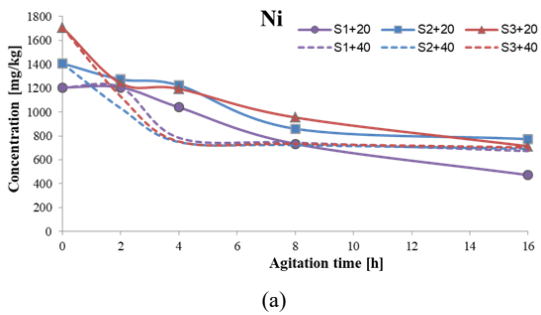 Ni
S1+20 S2+20 S3+20
S1+40 S2+40 S3+40
Concentration [mg/kg]
1800
1600
1400
1200
1000
800
600
400
200
0
0 2 4 6 8 10 12 14 16
Agitation time [h]
(a)